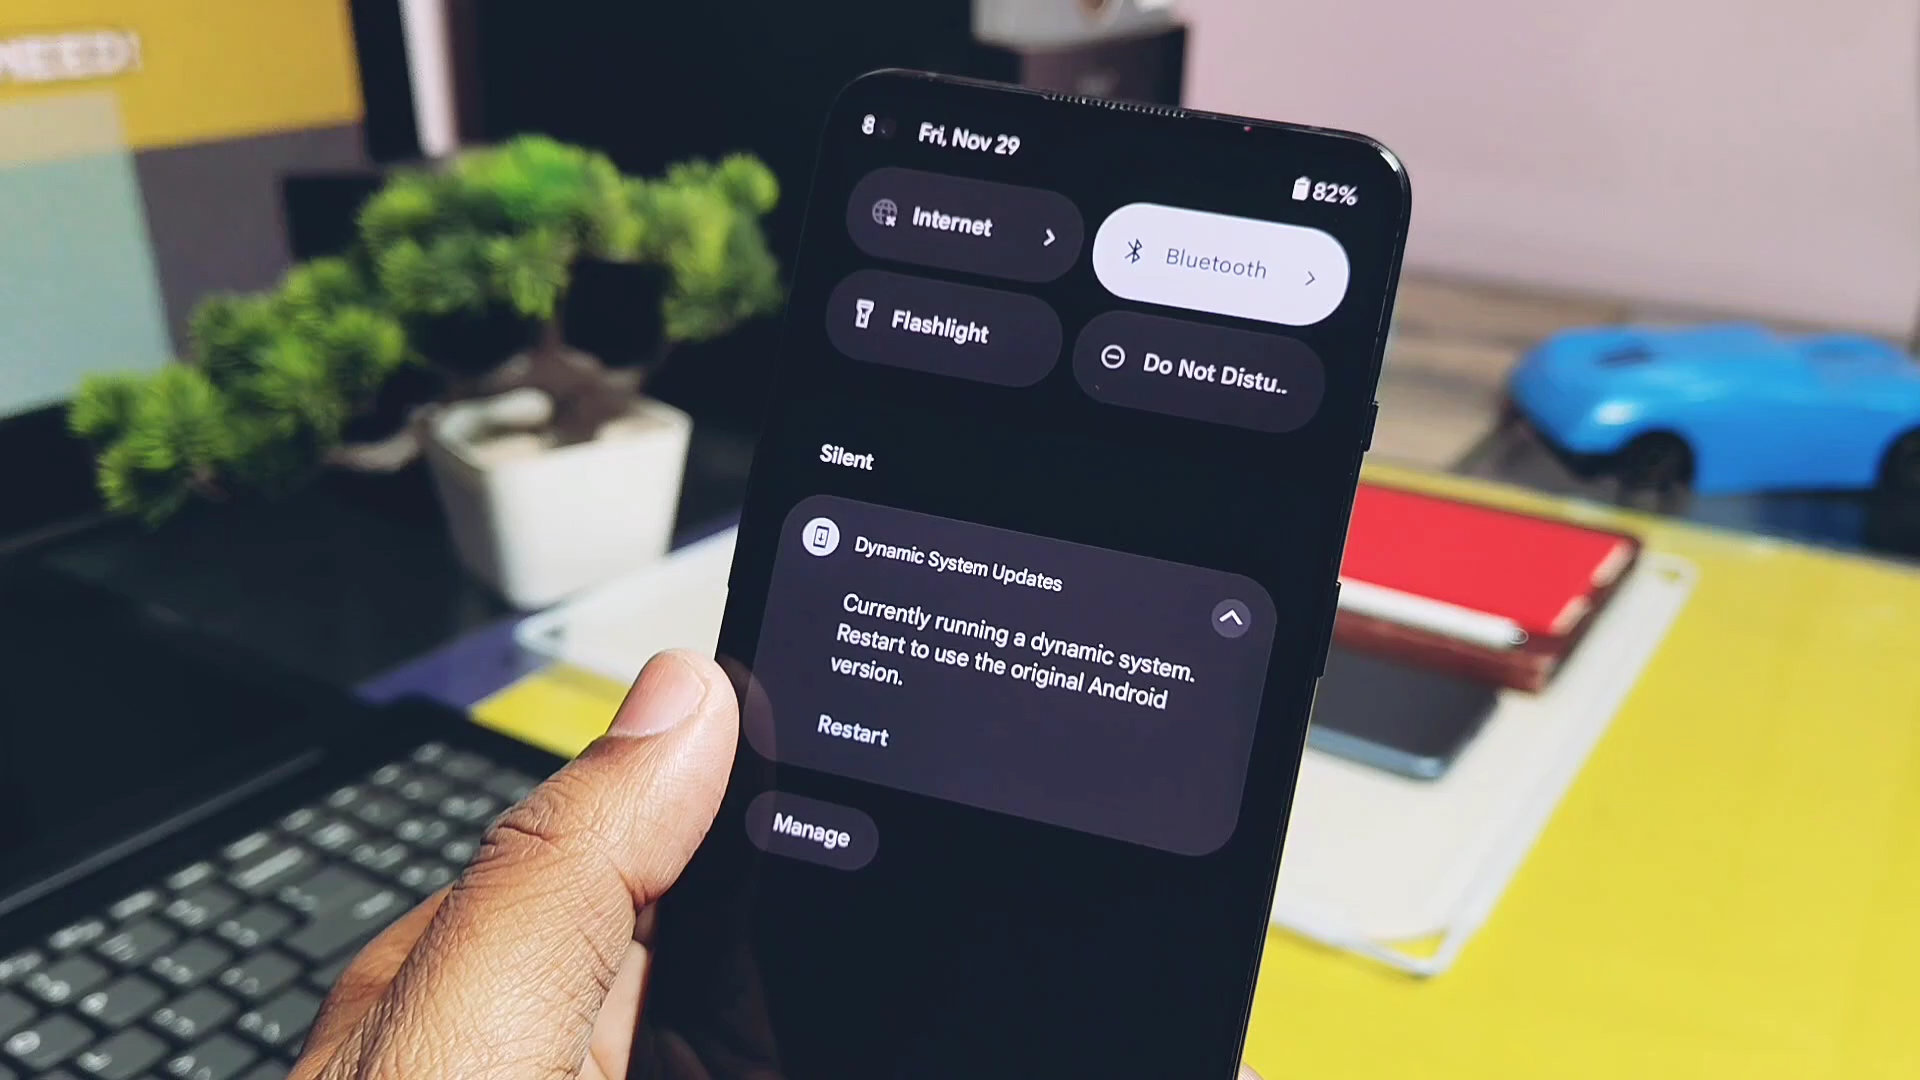 NEED!
8
Fri, Nov 29
82%
Internet
Bluetooth
Flashlight
Do Not Distu..
Silent
Dynamic System Updates
Currently running a dynamic system.
Restart to use the original Android
version.
Restart
Manage